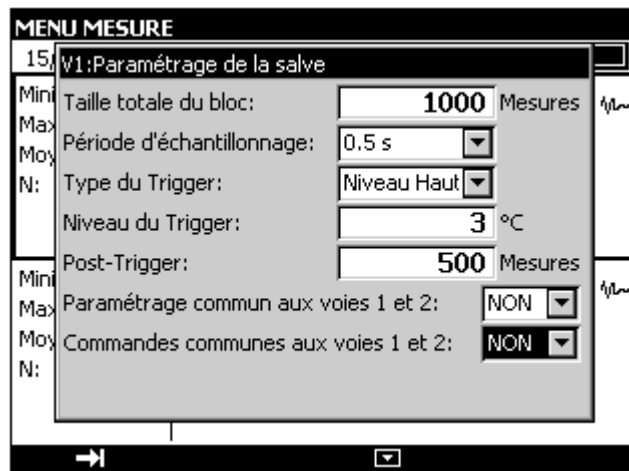 MENU MESURE
15,
V1:Paramétrage de la salve
Mini
Max
Moy
N:
Taille totale du bloc: 1000 Mesures
Période d'échantillonnage: 0.5 s
Type du Trigger: Niveau Haut
Niveau du Trigger: 3 °C
Post-Trigger: 500 Mesures
Paramétrage commun aux voies 1 et 2: NON
Commandes communes aux voies 1 et 2: NON
Mini
Max
Moy
N: